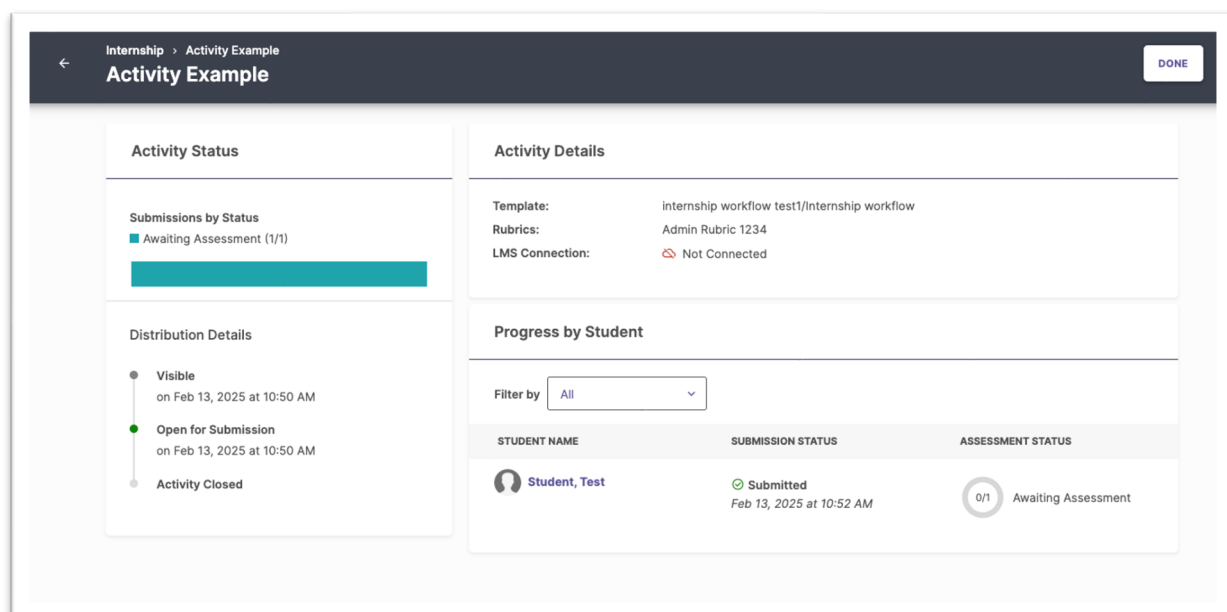 Internship > Activity Example
Activity Example
DONE
Activity Status
Submissions by Status
Awaiting Assessment (1/1)
Distribution Details
Visible
on Feb 13, 2025 at 10:50 AM
Open for Submission
on Feb 13, 2025 at 10:50 AM
Activity Closed
Activity Details
Template: internship workflow test1/Internship workflow
Rubrics: Admin Rubric 1234
LMS Connection: Not Connected
Progress by Student
Filter by All
STUDENT NAME SUBMISSION STATUS ASSESSMENT STATUS
Student, Test
Submitted
Feb 13, 2025 at 10:52 AM
0/1 Awaiting Assessment